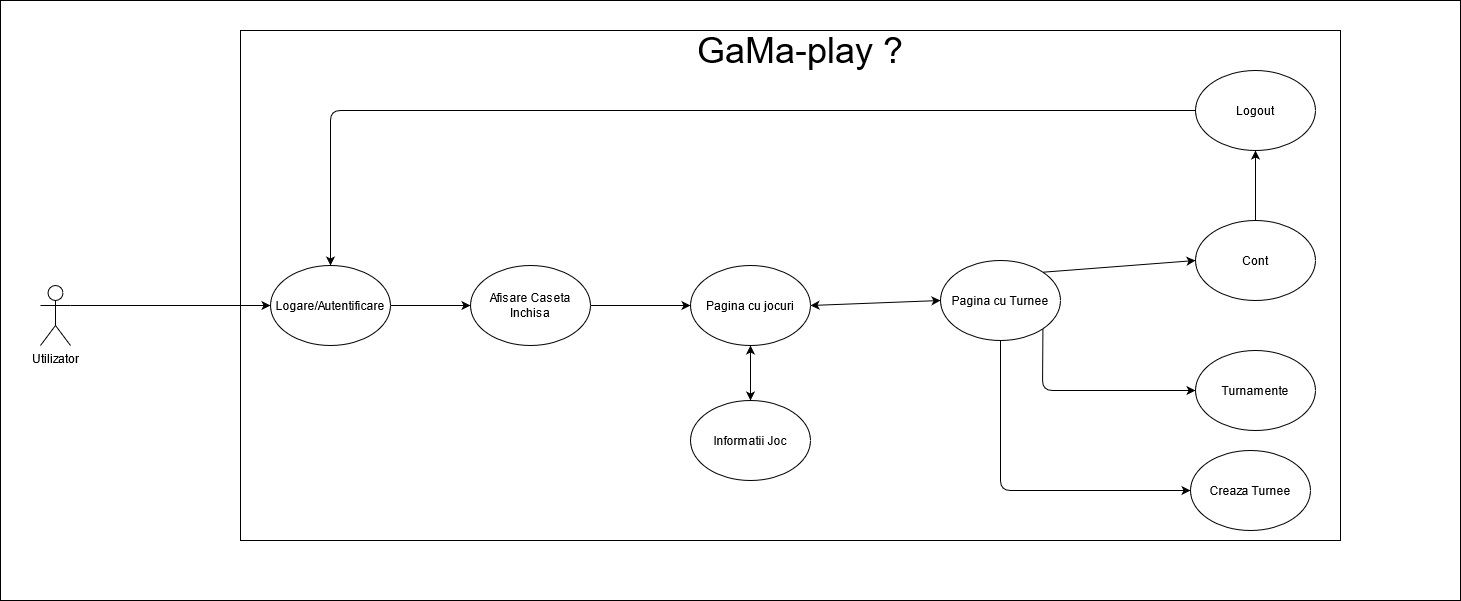 GaMa-play ?
Logout
Cont
Logare/Autentificare
Afisare Caseta
Inchisa
Pagina cu jocuri
Pagina cu Turnee
Utilizator
Turnamente
Informatii Joc
Creaza Turnee